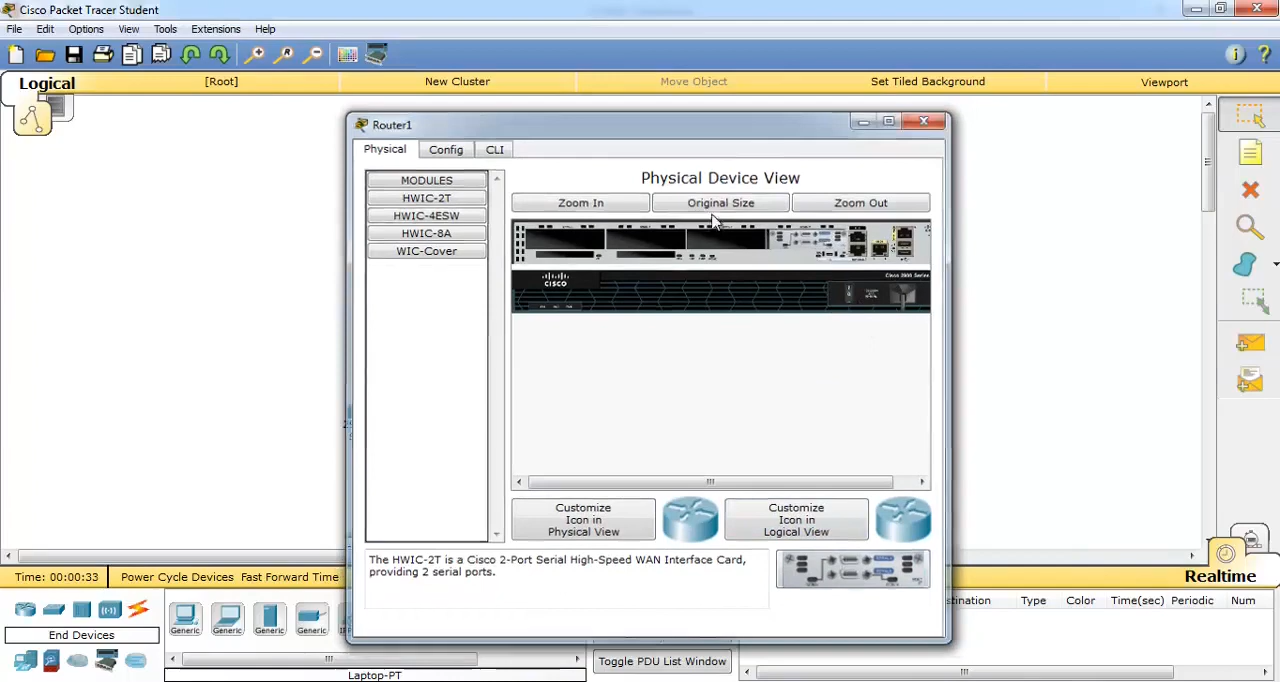 Cisco Packet Tracer Student
File Edit Options View Tools Extensions Help
Logical
[Root]
New Cluster
Move Object
Set Tiled Background
Viewport
Router1
Physical Config CLI
MODULES
HWIC-2T
HWIC-4ESW
HWIC-8A
WIC-Cover
Physical Device View
Zoom In
Original Size
Zoom Out
CISCO
Customize
Icon in
Physical View
Customize
Icon in
Logical View
The HWIC-2T is a Cisco 2-Port Serial High-Speed WAN Interface Card,
providing 2 serial ports.
Time: 00:00:33 Power Cycle Devices Fast Forward Time
Realtime
End Devices
Generic Generic Generic Generic
Laptop-PT
Toggle PDU List Window
tination Type Color Time(sec) Periodic Num